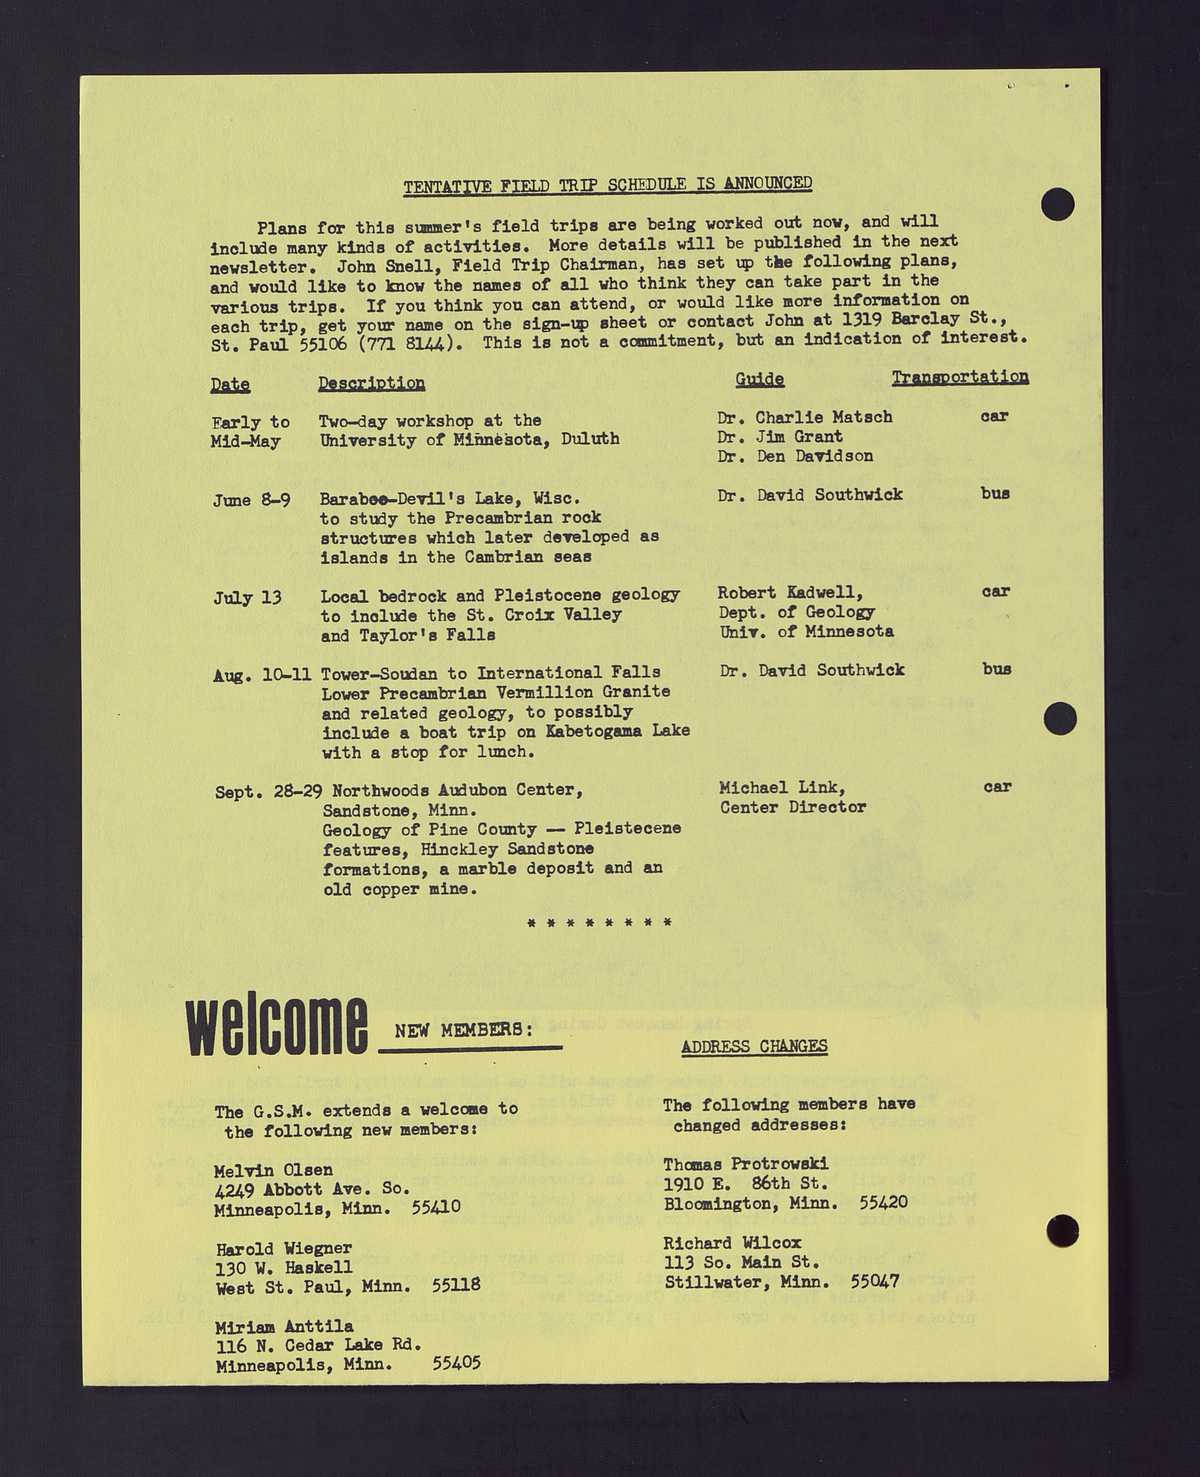 TENTATIVE FIELD TRIP SCHEDULE IS ANNOUNCED
Plans for this summer's field trips are being worked out now, and will
include many kinds of activities. More details will be published in the next
newsletter. John Snell, Field Trip Chairman, has set up the following plans,
and would like to know the names of all who think they can take part in the
various trips. If you think you can attend, or would like more information on
each trip, get your name on the sign-up sheet or contact John at 1319 Barclay St.,
St. Paul 55106 (771 8144). This is not a commitment, but an indication of interest.
Date Description Guide Transportation
Early to Two-day workshop at the Dr. Charlie Matsch car
Mid-May University of Minnesota, Duluth Dr. Jim Grant
Dr. Den Davidson
June 8-9 Baraboo-Devil's Lake, Wisc. Dr. David Southwick bus
to study the Precambrian rock
structures which later developed as
islands in the Cambrian seas
July 13 Local bedrock and Pleistocene geology Robert Kadwell, car
to include the St. Croix Valley Dept. of Geology
and Taylor's Falls Univ. of Minnesota
Aug. 10-11 Tower-Soudan to International Falls Dr. David Southwick bus
Lower Precambrian Vermillion Granite
and related geology, to possibly
include a boat trip on Kabetogama Lake
with a stop for lunch.
Sept. 28-29 Northwoods Audubon Center, Michael Link, car
Sandstone, Minn. Center Director
Geology of Pine County — Pleistecene
features, Hinckley Sandstone
formations, a marble deposit and an
old copper mine.
* * * * * * * *
welcome NEW MEMBERS:
The G.S.M. extends a welcome to
the following new members:
Melvin Olsen
4249 Abbott Ave. So.
Minneapolis, Minn. 55410
Harold Wiegner
130 W. Haskell
West St. Paul, Minn. 55118
Miriam Anttila
116 N. Cedar Lake Rd.
Minneapolis, Minn. 55405
ADDRESS CHANGES
The following members have
changed addresses:
Thomas Protrowski
1910 E. 86th St.
Bloomington, Minn. 55420
Richard Wilcox
113 So. Main St.
Stillwater, Minn. 55047